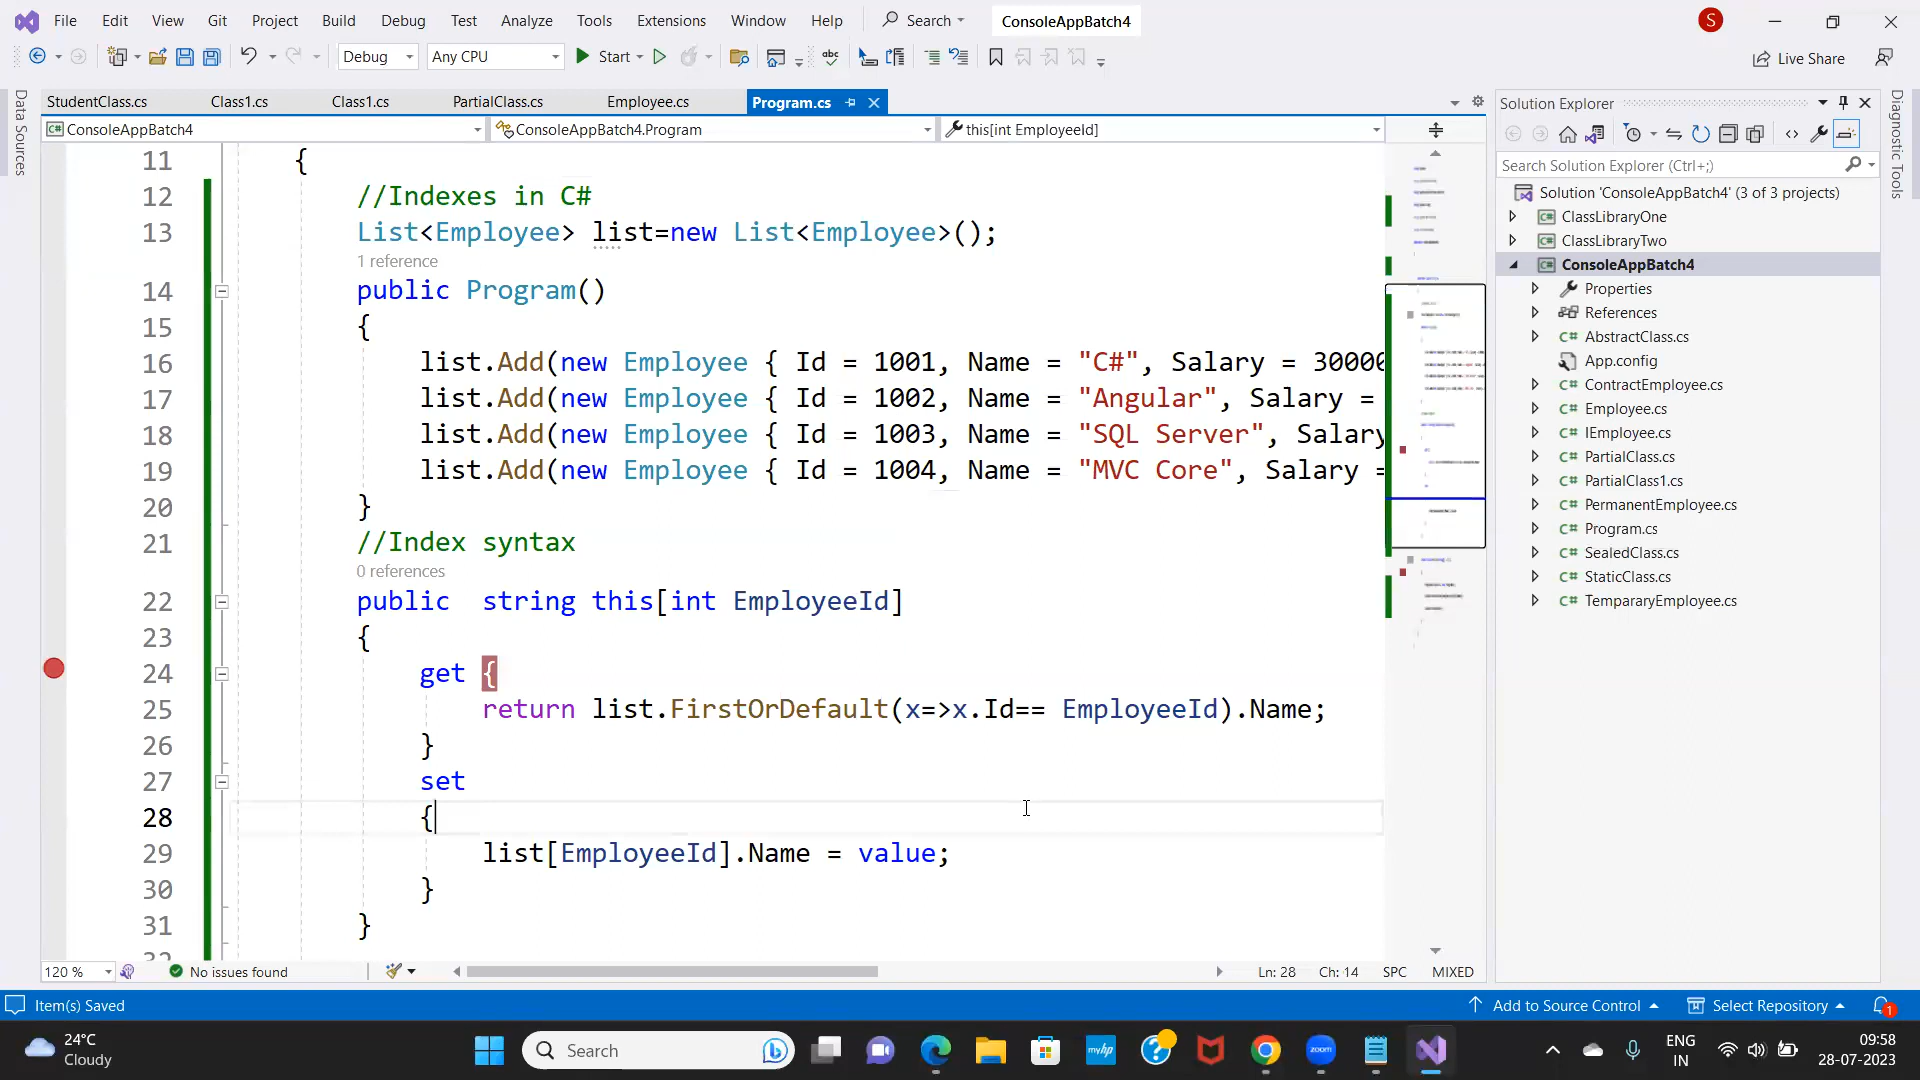 File Edit View Git Project Build Debug Test Analyze Tools Extensions Window Help Search ConsoleAppBatch4 S
Debug Any CPU Start Live Share
Data Sources
StudentClass.cs Class1.cs Class1.cs PartialClass.cs Employee.cs Program.cs
ConsoleAppBatch4 ConsoleAppBatch4.Program this[int EmployeeId]
11 {
12 //Indexes in C#
13 List<Employee> list=new List<Employee>();
1 reference
14 public Program()
15 {
16 list.Add(new Employee { Id = 1001, Name = "C#", Salary = 30000
17 list.Add(new Employee { Id = 1002, Name = "Angular", Salary =
18 list.Add(new Employee { Id = 1003, Name = "SQL Server", Salary
19 list.Add(new Employee { Id = 1004, Name = "MVC Core", Salary =
20 }
21 //Index syntax
0 references
22 public string this[int EmployeeId]
23 {
24 get {
25 return list.FirstOrDefault(x=>x.Id== EmployeeId).Name;
26 }
27 set
28 {
29 list[EmployeeId].Name = value;
30 }
31 }
120 % No issues found Ln: 28 Ch: 14 SPC MIXED
Solution Explorer
Search Solution Explorer (Ctrl+;)
Solution 'ConsoleAppBatch4' (3 of 3 projects)
C# ClassLibraryOne
C# ClassLibraryTwo
C# ConsoleAppBatch4
Properties
References
C# AbstractClass.cs
App.config
C# ContractEmployee.cs
C# Employee.cs
C# IEmployee.cs
C# PartialClass.cs
C# PartialClass1.cs
C# PermanentEmployee.cs
C# Program.cs
C# SealedClass.cs
C# StaticClass.cs
C# TempararyEmployee.cs
Diagnostic Tools
Item(s) Saved Add to Source Control Select Repository 1
24°C
Cloudy
Search
myhp
zoom
ENG
IN
09:58
28-07-2023